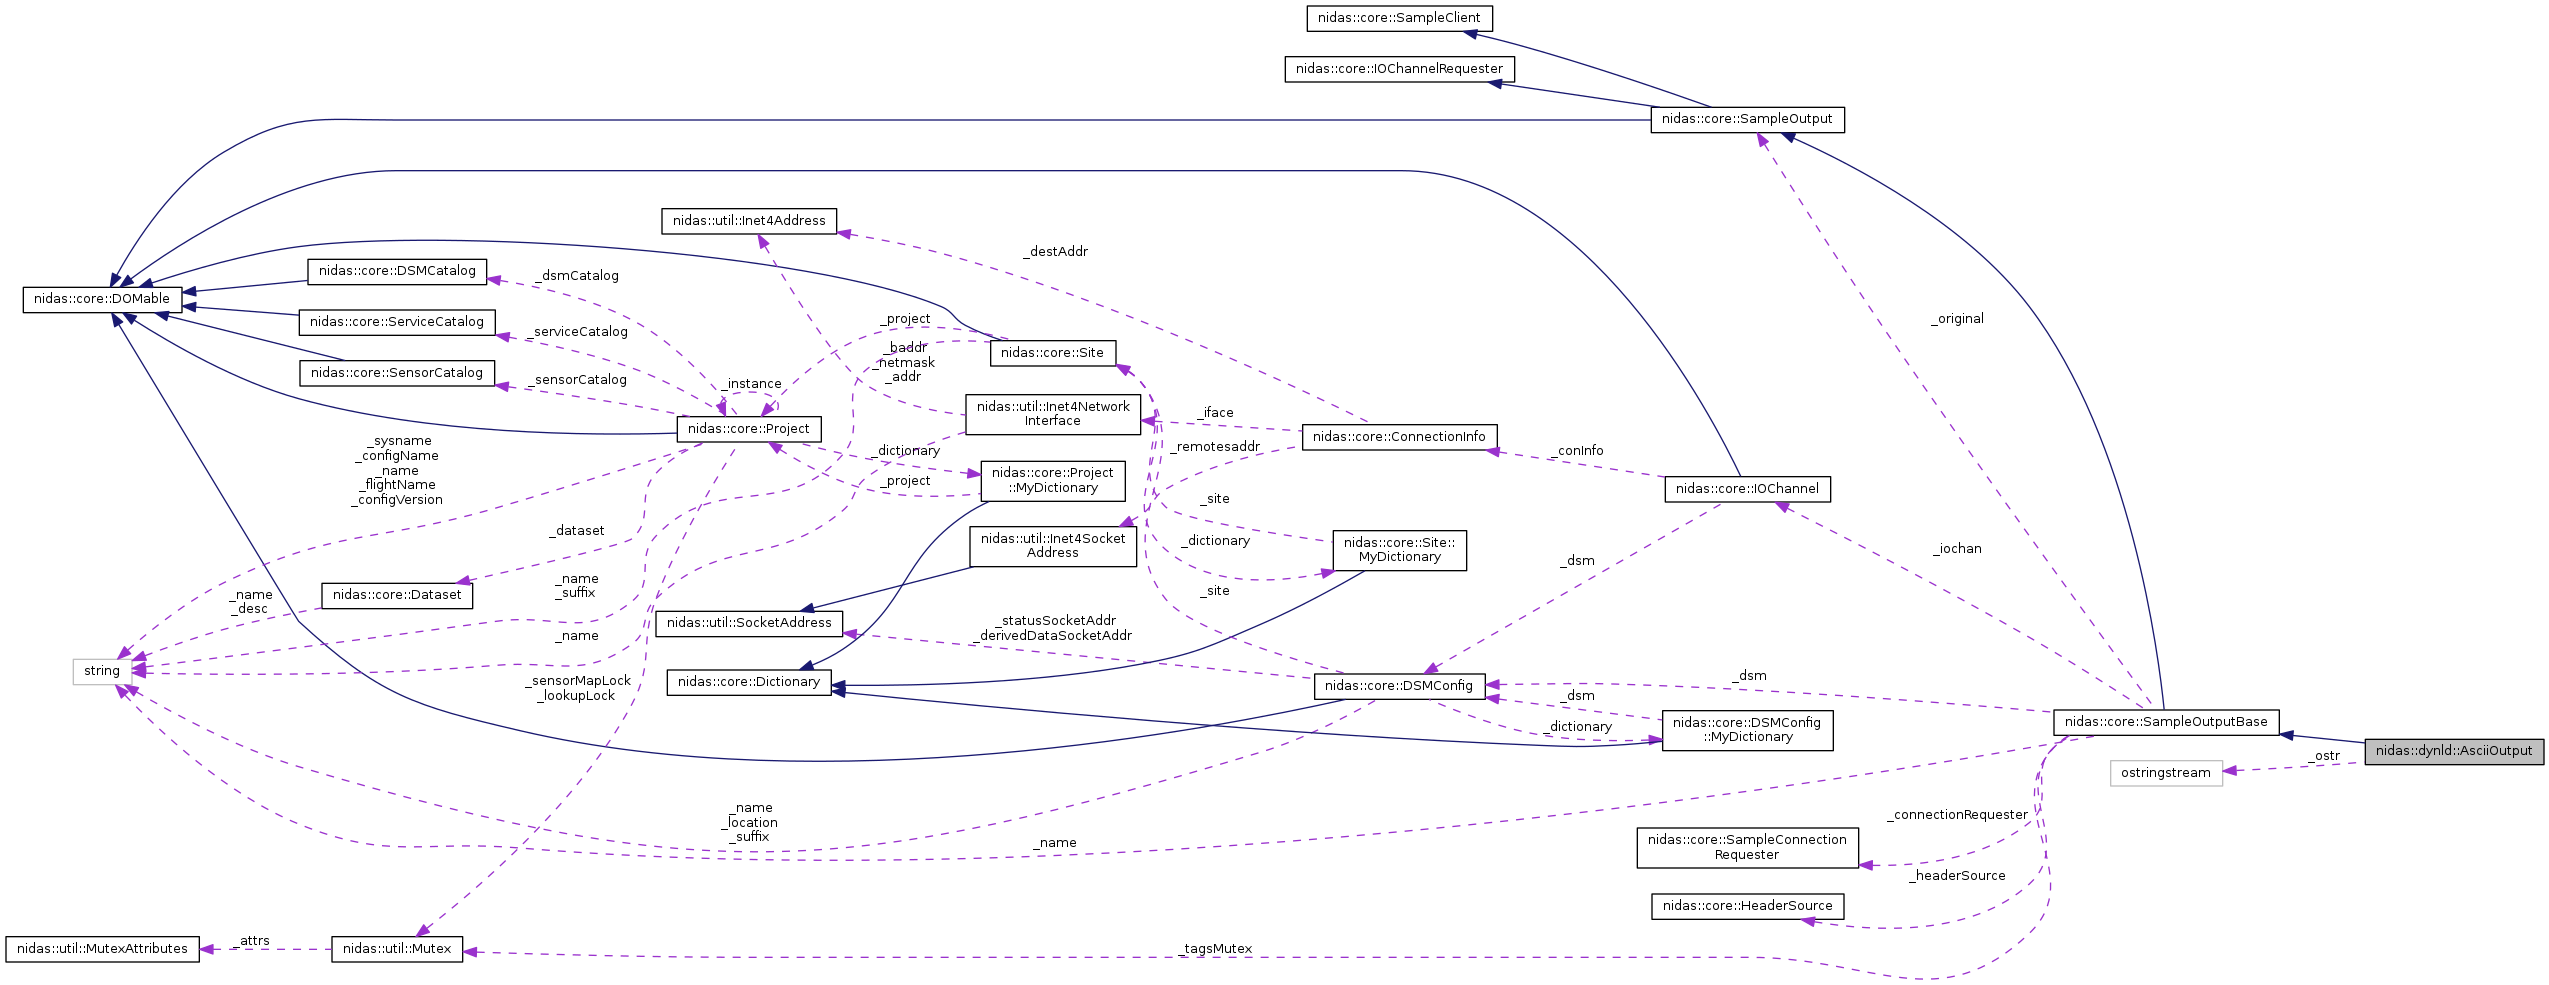 nidas::core::SampleClient
nidas::core::IOChannelRequester
nidas::core::SampleOutput
nidas::util::Inet4Address
_destAddr
nidas::core::DSMCatalog
_dsmCatalog
nidas::core::DOMable
nidas::core::ServiceCatalog
_serviceCatalog
_project
_original
_baddr
_netmask
_addr
nidas::core::Site
nidas::core::SensorCatalog
_sensorCatalog
_instance
nidas::util::Inet4Network
Interface
_iface
nidas::core::Project
nidas::core::ConnectionInfo
_sysname
_configName
_name
_flightName
_configVersion
_dictionary
_remotesaddr
_conInfo
nidas::core::Project
::MyDictionary
_project
nidas::core::IOChannel
_site
_dataset
nidas::util::Inet4Socket
Address
_dictionary
nidas::core::Site::
MyDictionary
_iochan
_dsm
_name
_suffix
nidas::core::Dataset
_name
_desc
_site
nidas::util::SocketAddress
_statusSocketAddr
_derivedDataSocketAddr
_name
string
_sensorMapLock
_lookupLock
nidas::core::Dictionary
nidas::core::DSMConfig
_dsm
_dsm
_dictionary
nidas::core::DSMConfig
::MyDictionary
nidas::core::SampleOutputBase
nidas::dynld::AsciiOutput
_ostr
ostringstream
_name
_location
_suffix
_name
_connectionRequester
nidas::core::SampleConnection
Requester
_headerSource
nidas::core::HeaderSource
nidas::util::MutexAttributes
_attrs
nidas::util::Mutex
_tagsMutex